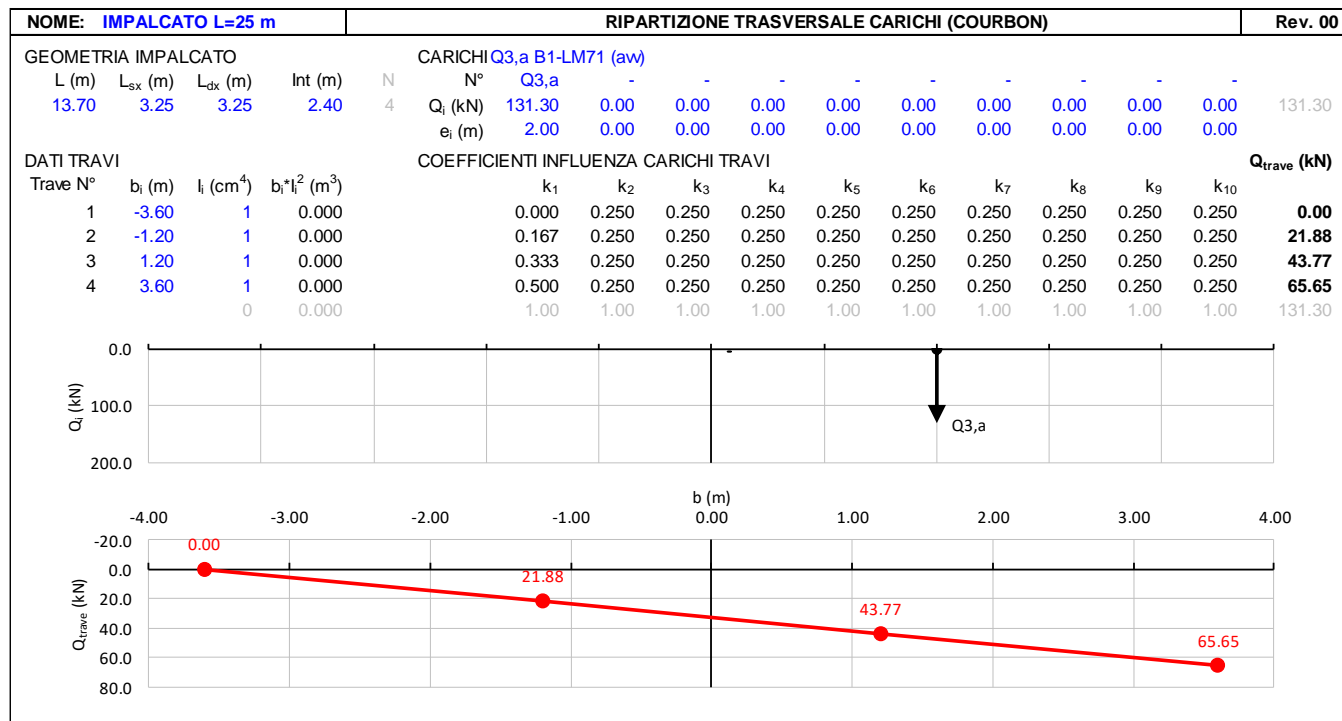 NOME: IMPALCATO L=25 m RIPARTIZIONE TRASVERSALE CARICHI (COURBON) Rev. 00
GEOMETRIA IMPALCATO CARICHI Q3,a B1-LM71 (avv)
L (m) Lsx (m) Ldx (m) Int (m) N N° Q3,a - - - - - - - - -
13.70 3.25 3.25 2.40 4 Qi (kN) 131.30 0.00 0.00 0.00 0.00 0.00 0.00 0.00 0.00 0.00 131.30
ei (m) 2.00 0.00 0.00 0.00 0.00 0.00 0.00 0.00 0.00 0.00
DATI TRAVI COEFFICIENTI INFLUENZA CARICHI TRAVI Qtrave (kN)
Trave N° bi (m) Ii (cm⁴) bi*Ii² (m³) k1 k2 k3 k4 k5 k6 k7 k8 k9 k10
1 -3.60 1 0.000 0.000 0.250 0.250 0.250 0.250 0.250 0.250 0.250 0.250 0.250 0.00
2 -1.20 1 0.000 0.167 0.250 0.250 0.250 0.250 0.250 0.250 0.250 0.250 0.250 21.88
3 1.20 1 0.000 0.333 0.250 0.250 0.250 0.250 0.250 0.250 0.250 0.250 0.250 43.77
4 3.60 1 0.000 0.500 0.250 0.250 0.250 0.250 0.250 0.250 0.250 0.250 0.250 65.65
0 0.000 1.00 1.00 1.00 1.00 1.00 1.00 1.00 1.00 1.00 1.00 131.30
0.0
100.0
200.0
Qi (kN)
Q3,a
b (m)
-4.00 -3.00 -2.00 -1.00 0.00 1.00 2.00 3.00 4.00
-20.0
0.0
20.0
40.0
60.0
80.0
Qtrave (kN)
0.00
21.88
43.77
65.65